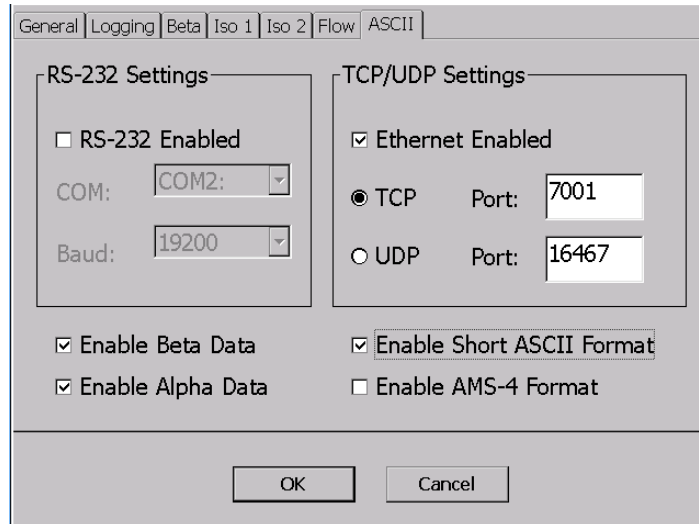 General Logging Beta Iso 1 Iso 2 Flow ASCII
RS-232 Settings
RS-232 Enabled
COM: COM2:
Baud: 19200
TCP/UDP Settings
Ethernet Enabled
TCP Port: 7001
UDP Port: 16467
Enable Beta Data
Enable Alpha Data
Enable Short ASCII Format
Enable AMS-4 Format
OK Cancel